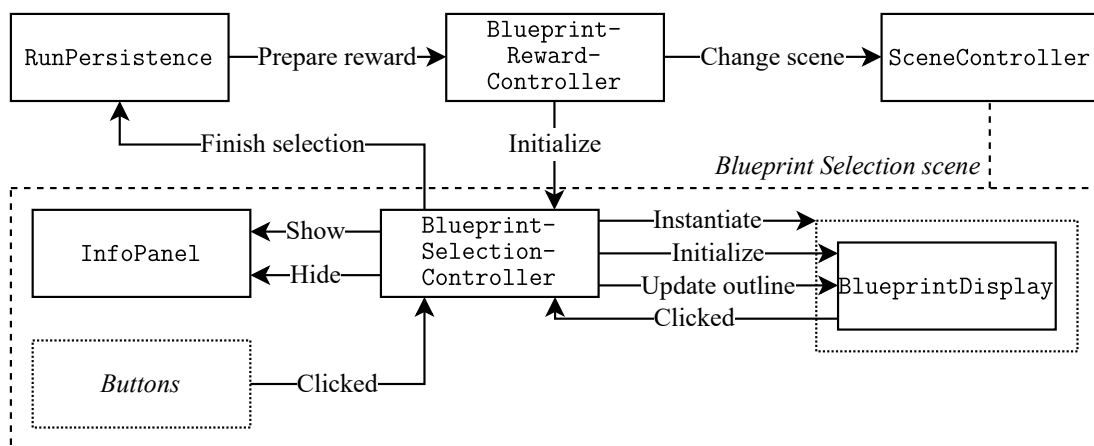 RunPersistence
Prepare reward
Blueprint-
Reward-
Controller
Change scene
SceneController
Finish selection
Initialize
Blueprint Selection scene
InfoPanel
Show
Hide
Blueprint-
Selection-
Controller
Instantiate
Initialize
Update outline
Clicked
BlueprintDisplay
Buttons
Clicked